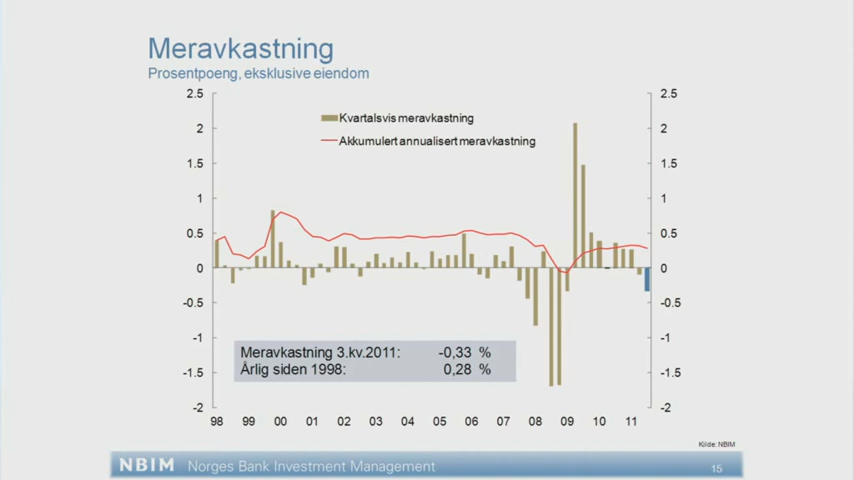 Meravkastning
Prosentpoeng, eksklusive eiendom
2.5 2.5
Kvartalsvis meravkastning
2 2
Akkumulert annualisert meravkastning
1.5 1.5
1 1
0.5 0.5
0 0
-0.5 -0.5
-1 -1
Meravkastning 3.kv.2011: -0,33 %
Årlig siden 1998: 0,28 %
-1.5 -1.5
-2 -2
98 99 00 01 02 03 04 05 06 07 08 09 10 11
Kilde: NBIM
NBIM Norges Bank Investment Management 15